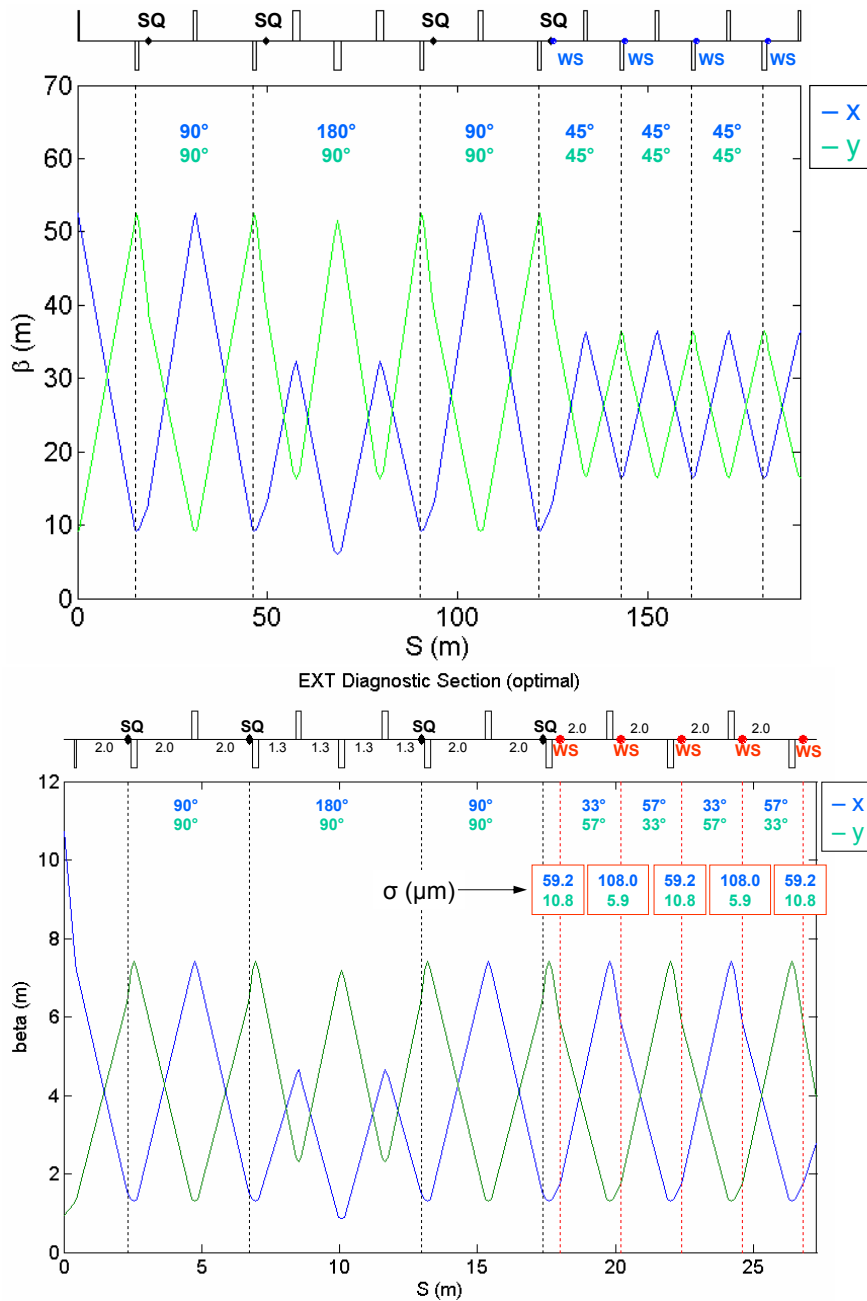 SQ SQ SQ SQ
WS WS WS WS
70
60
50
40
30
20
10
0
β (m)
90° 180° 90° 45° 45° 45°
90° 90° 90° 45° 45° 45°
– x
– y
0 50 100 150
S (m)
EXT Diagnostic Section (optimal)
SQ SQ SQ SQ
2.0 2.0 2.0 1.3 1.3 1.3 1.3 2.0 2.0 2.0 2.0 2.0 2.0
WS WS WS WS WS
12
10
8
6
4
2
0
beta (m)
90° 180° 90° 33° 57° 33° 57°
90° 90° 90° 57° 33° 57° 33°
– x
– y
σ (μm)
59.2 108.0 59.2 108.0 59.2
10.8 5.9 10.8 5.9 10.8
0 5 10 15 20 25
S (m)